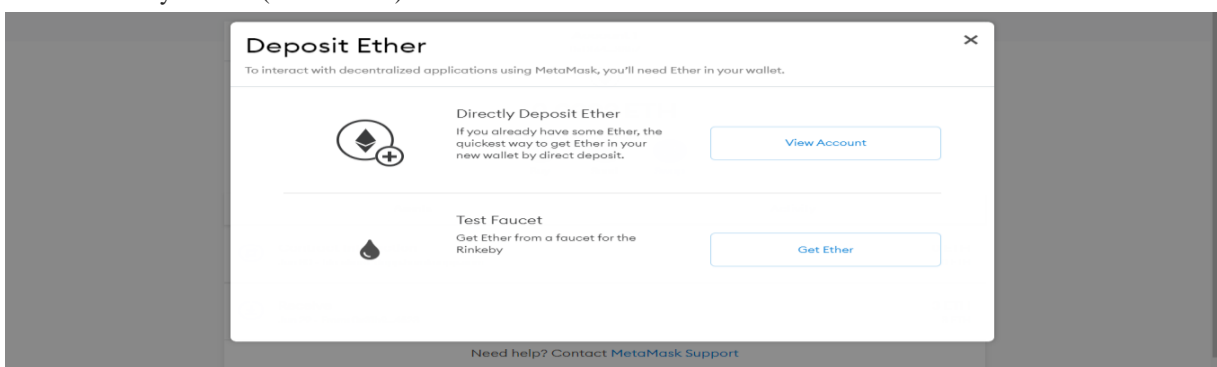 Deposit Ether
To interact with decentralized applications using MetaMask, you'll need Ether in your wallet.
Directly Deposit Ether
If you already have some Ether, the
quickest way to get Ether in your
new wallet by direct deposit.
View Account
Test Faucet
Get Ether from a faucet for the
Rinkeby
Get Ether
Need help? Contact MetaMask Support